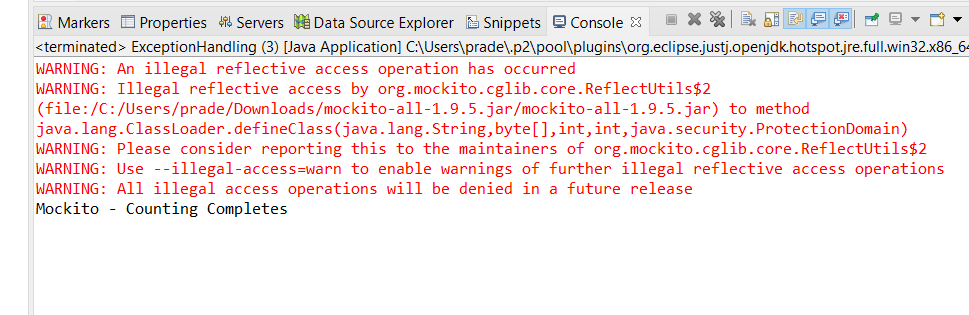 Markers Properties Servers Data Source Explorer Snippets Console
<terminated> ExceptionHandling (3) [Java Application] C:\Users\prade\.p2\pool\plugins\org.eclipse.justj.openjdk.hotspot.jre.full.win32.x86_64
WARNING: An illegal reflective access operation has occurred
WARNING: Illegal reflective access by org.mockito.cglib.core.ReflectUtils$2
(file:/C:/Users/prade/Downloads/mockito-all-1.9.5.jar/mockito-all-1.9.5.jar) to method
java.lang.ClassLoader.defineClass(java.lang.String,byte[],int,int,java.security.ProtectionDomain)
WARNING: Please consider reporting this to the maintainers of org.mockito.cglib.core.ReflectUtils$2
WARNING: Use --illegal-access=warn to enable warnings of further illegal reflective access operations
WARNING: All illegal access operations will be denied in a future release
Mockito - Counting Completes